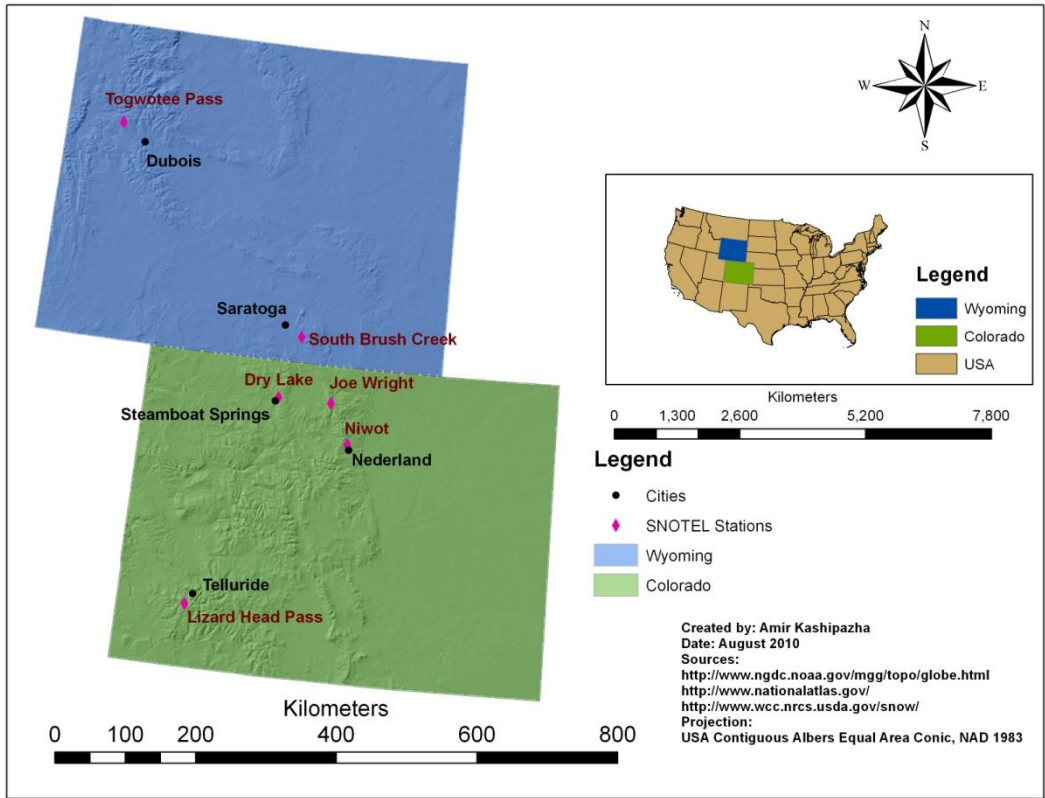 N
W E
S
Togwotee Pass
Dubois
Saratoga
South Brush Creek
Dry Lake
Joe Wright
Steamboat Springs
Niwot
Nederland
Telluride
Lizard Head Pass
Legend
Wyoming
Colorado
USA
Kilometers
0 1,300 2,600 5,200 7,800
Legend
Cities
SNOTEL Stations
Wyoming
Colorado
Created by: Amir Kashipazha
Date: August 2010
Sources:
http://www.ngdc.noaa.gov/mgg/topo/globe.html
http://www.nationalatlas.gov/
http://www.wcc.nrcs.usda.gov/snow/
Projection:
USA Contiguous Albers Equal Area Conic, NAD 1983
Kilometers
0 100 200 400 600 800